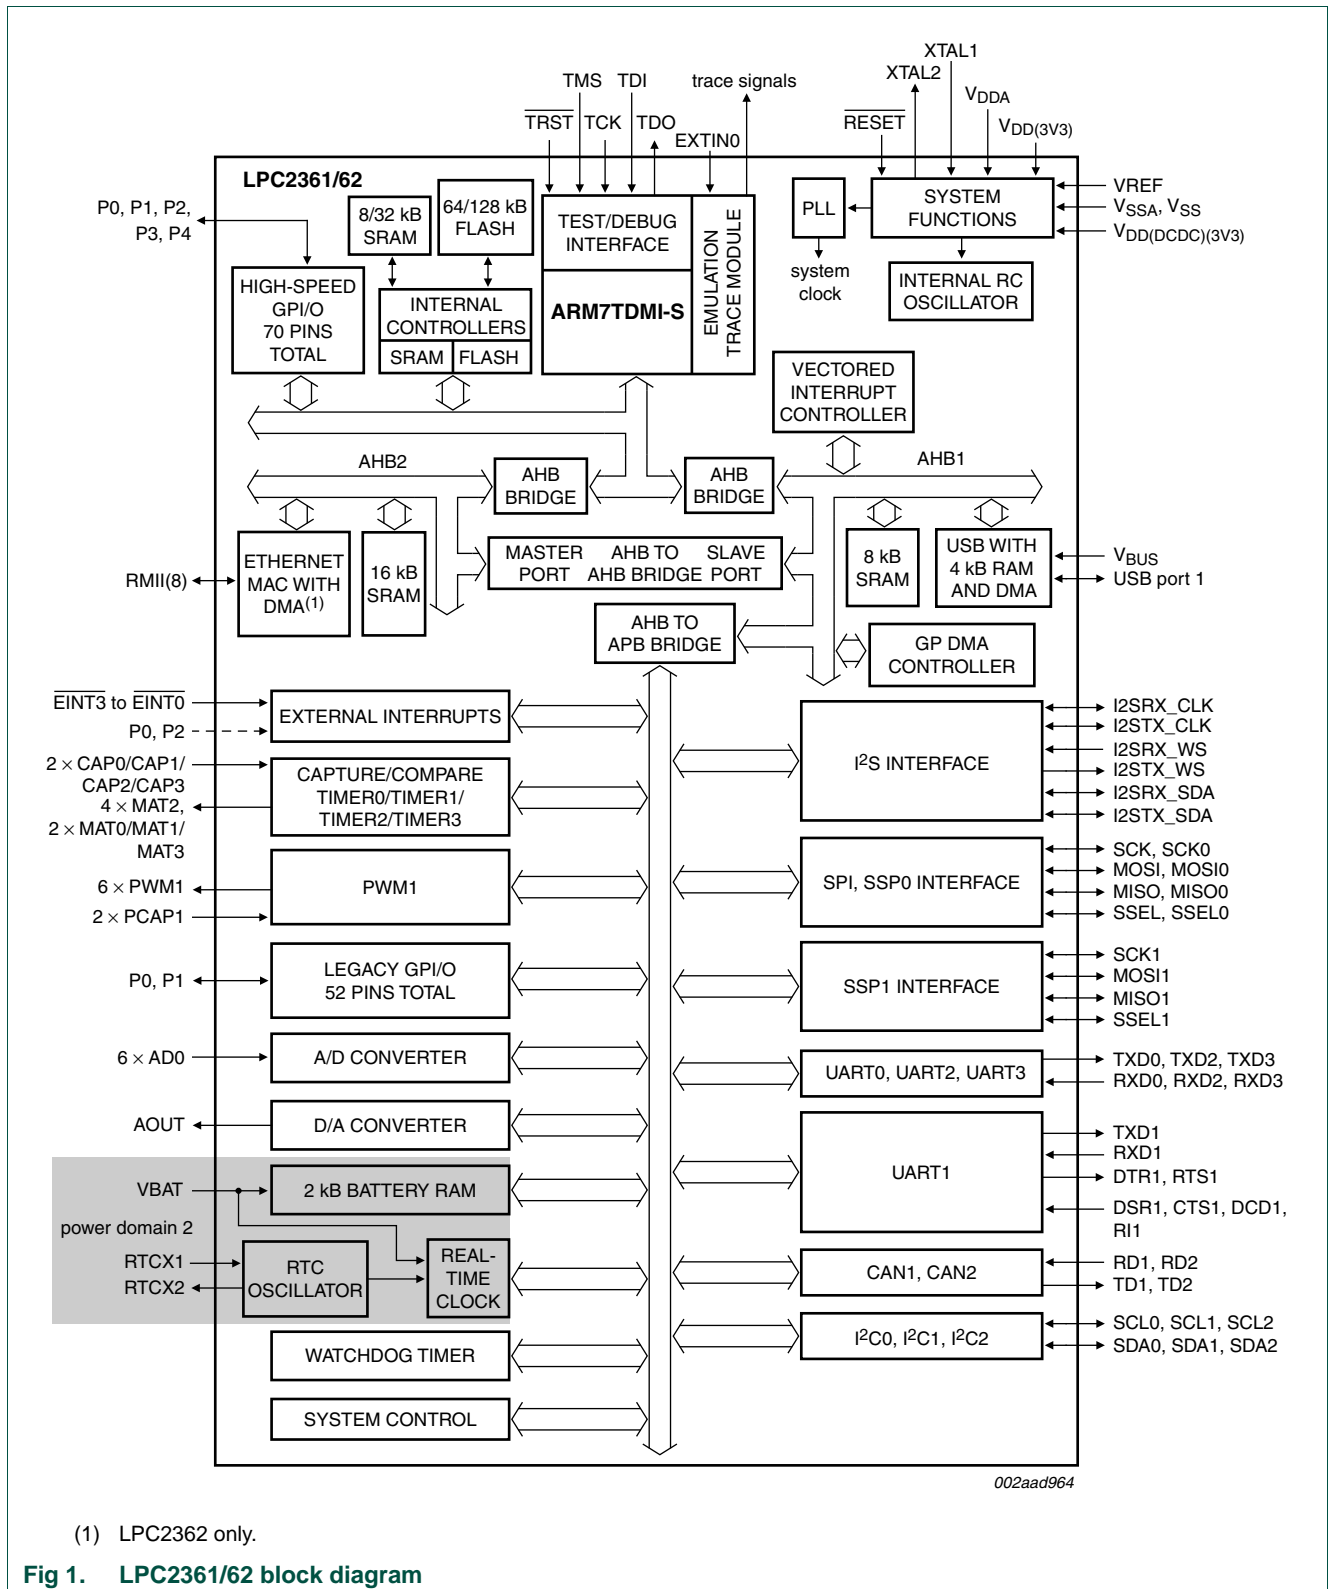 XTAL1
XTAL2
TMS TDI trace signals
VDDA
TRST TCK TDO
RESET
VDD(3V3)
EXTIN0
LPC2361/62
P0, P1, P2,
P3, P4
8/32 kB
SRAM
64/128 kB
FLASH
TEST/DEBUG
INTERFACE
EMULATION
TRACE MODULE
PLL
SYSTEM
FUNCTIONS
VREF
VSSA, VSS
VDD(DCDC)(3V3)
system
clock
HIGH-SPEED
GPI/O
70 PINS
TOTAL
INTERNAL
CONTROLLERS
SRAM FLASH
ARM7TDMI-S
INTERNAL RC
OSCILLATOR
VECTORED
INTERRUPT
CONTROLLER
AHB2
AHB
BRIDGE
AHB
BRIDGE
AHB1
RMII(8)
ETHERNET
MAC WITH
DMA(1)
16 kB
SRAM
MASTER
PORT
AHB TO
AHB BRIDGE
SLAVE
PORT
8 kB
SRAM
USB WITH
4 kB RAM
AND DMA
VBUS
USB port 1
AHB TO
APB BRIDGE
GP DMA
CONTROLLER
EINT3 to EINT0
P0, P2
EXTERNAL INTERRUPTS
2 × CAP0/CAP1/
CAP2/CAP3
4 × MAT2,
2 × MAT0/MAT1/
MAT3
CAPTURE/COMPARE
TIMER0/TIMER1/
TIMER2/TIMER3
6 × PWM1
2 × PCAP1
PWM1
P0, P1
LEGACY GPI/O
52 PINS TOTAL
6 × AD0
A/D CONVERTER
AOUT
D/A CONVERTER
VBAT
2 kB BATTERY RAM
power domain 2
RTCX1
RTCX2
RTC
OSCILLATOR
REAL-
TIME
CLOCK
WATCHDOG TIMER
SYSTEM CONTROL
I2S INTERFACE
I2SRX_CLK
I2STX_CLK
I2SRX_WS
I2STX_WS
I2SRX_SDA
I2STX_SDA
SPI, SSP0 INTERFACE
SCK, SCK0
MOSI, MOSI0
MISO, MISO0
SSEL, SSEL0
SSP1 INTERFACE
SCK1
MOSI1
MISO1
SSEL1
UART0, UART2, UART3
TXD0, TXD2, TXD3
RXD0, RXD2, RXD3
UART1
TXD1
RXD1
DTR1, RTS1
DSR1, CTS1, DCD1,
RI1
CAN1, CAN2
RD1, RD2
TD1, TD2
I2C0, I2C1, I2C2
SCL0, SCL1, SCL2
SDA0, SDA1, SDA2
002aad964
(1) LPC2362 only.
Fig 1. LPC2361/62 block diagram